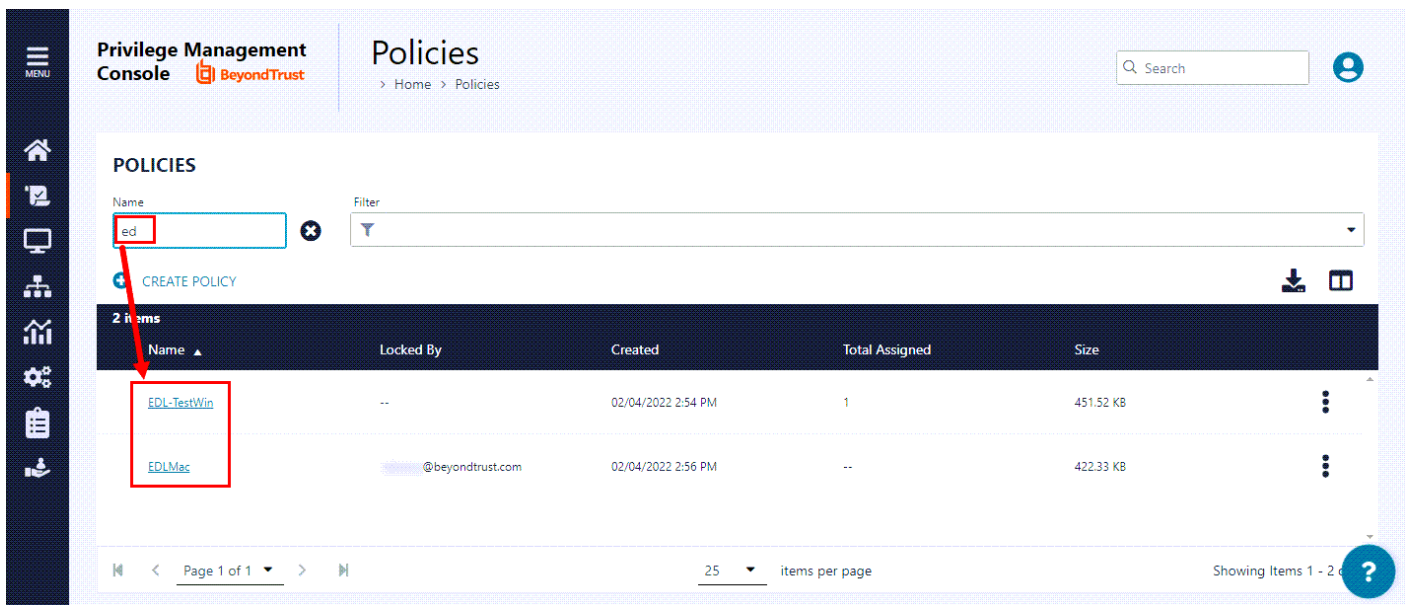 MENU
Privilege Management
Console BeyondTrust
Policies
> Home > Policies
Search
POLICIES
Name
Filter
ed
CREATE POLICY
2 items
Name ▲ Locked By Created Total Assigned Size
EDL-TestWin -- 02/04/2022 2:54 PM 1 451.52 KB
EDLMac @beyondtrust.com 02/04/2022 2:56 PM -- 422.33 KB
Page 1 of 1
25 items per page
Showing Items 1 - 2
?